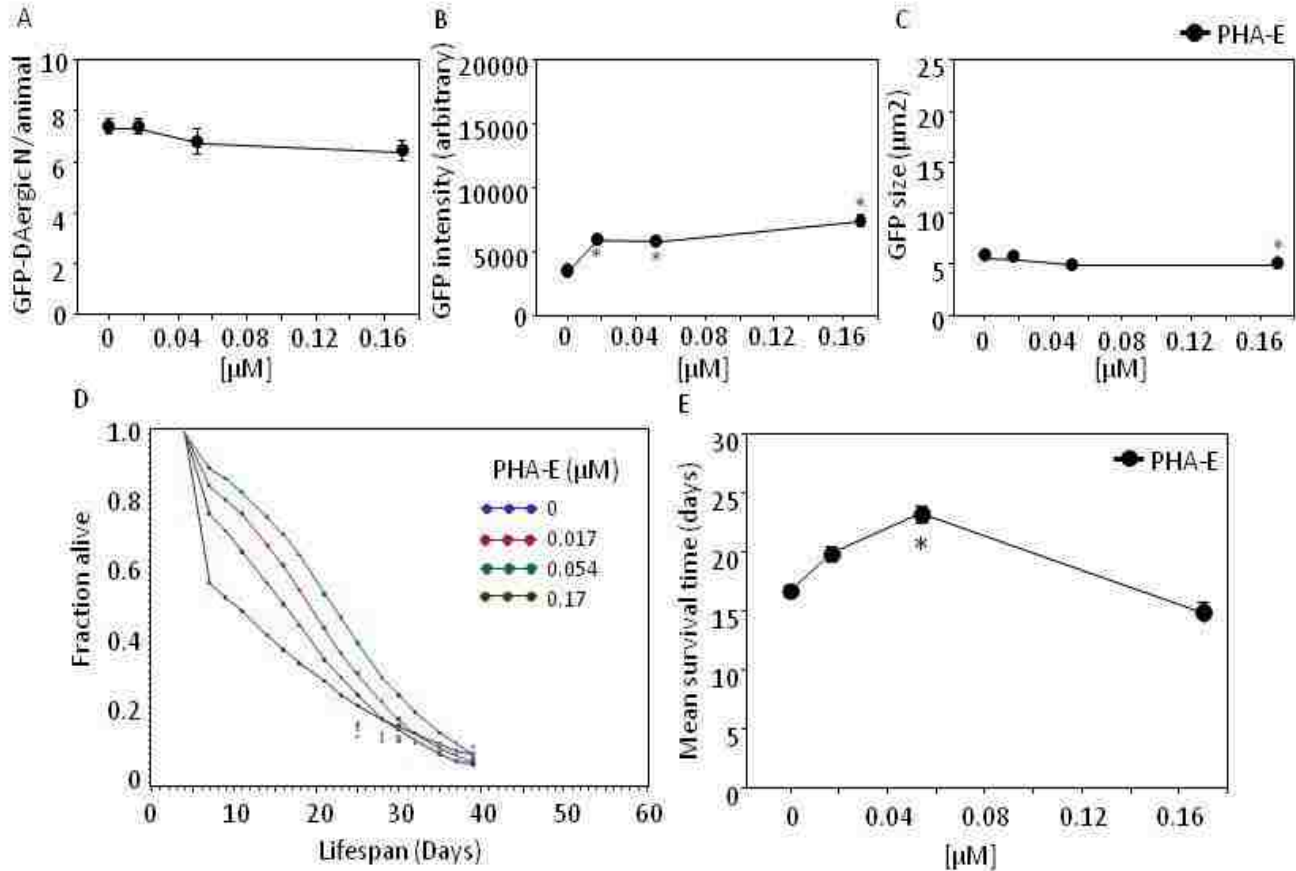 A
GFP-DAergic N/animal
10
8
6
4
2
0
0 0.04 0.08 0.12 0.16
[µM]
B
GFP intensity (arbitrary)
20000
15000
10000
5000
0
0 0.04 0.08 0.12 0.16
[µM]
C
PHA-E
GFP size (µm2)
25
20
15
10
5
0
0 0.04 0.08 0.12 0.16
[µM]
D
Fraction alive
1.0
0.8
0.6
0.4
0.2
0
PHA-E (µM)
0
0.017
0.054
0.17
0 10 20 30 40 50 60
Lifespan (Days)
E
Mean survival time (days)
30
25
20
15
10
5
0
PHA-E
*
0 0.04 0.08 0.12 0.16
[µM]